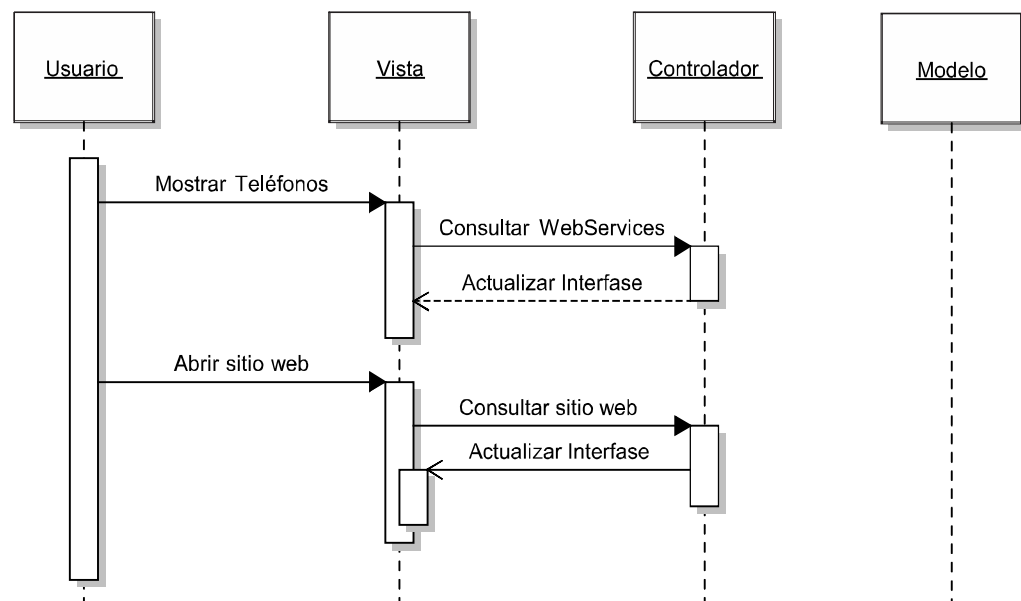 Usuario
Vista
Controlador
Modelo
Mostrar Teléfonos
Consultar WebServices
Actualizar Interfase
Abrir sitio web
Consultar sitio web
Actualizar Interfase